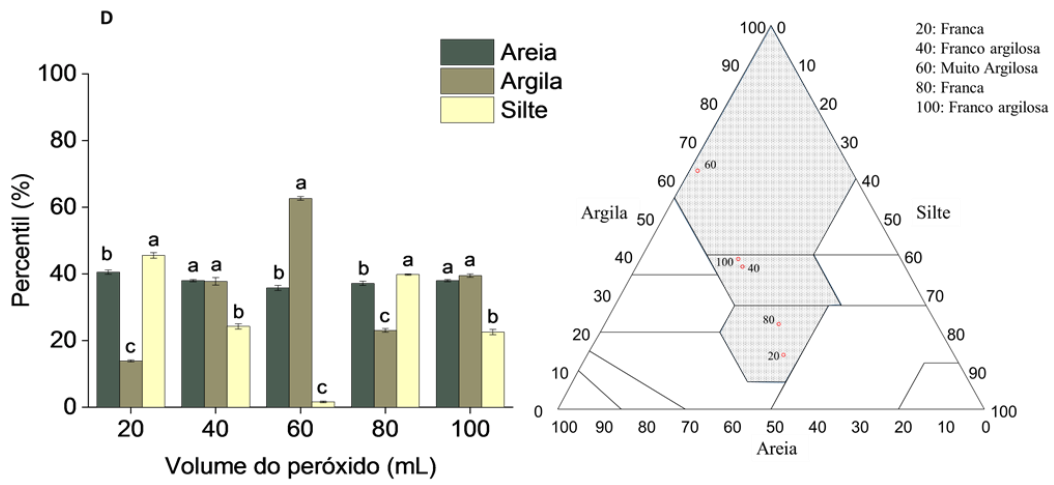 D
Areia
Argila
Silte
Percentil (%)
100
80
60
40
20
0
b
c
a
a
a
b
b
a
c
b
c
a
a
a
b
20
40
60
80
100
Volume do peróxido (mL)
20: Franca
40: Franco argilosa
60: Muito Argilosa
80: Franca
100: Franco argilosa
100
90
80
70
60
50
40
30
20
10
0
Argila
0
10
20
30
40
50
60
70
80
90
100
Silte
60
100
40
80
20
100
90
80
70
60
50
40
30
20
10
0
Areia